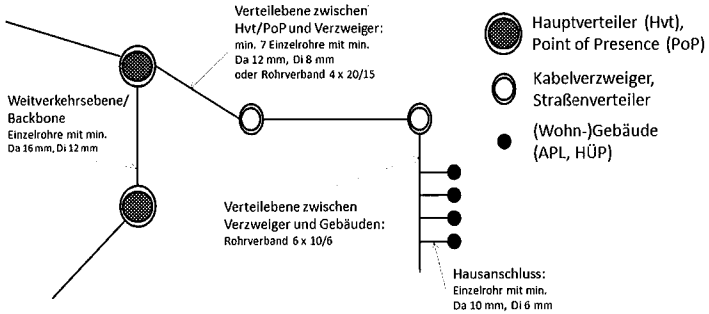 Verteilebene zwischen
Hvt/PoP und Verzweiger:
min. 7 Einzelrohre mit min.
Da 12 mm, Di 8 mm
oder Rohrverband 4 x 20/15
Weitverkehrsebene/
Backbone
Einzelrohre mit min.
Da 16 mm, Di 12 mm
Verteilebene zwischen
Verzweiger und Gebäuden:
Rohrverband 6 x 10/6
Hausanschluss:
Einzelrohr mit min.
Da 10 mm, Di 6 mm
Hauptverteiler (Hvt),
Point of Presence (PoP)
Kabelverzweiger,
Straßenverteiler
(Wohn-)Gebäude
(APL, HÜP)